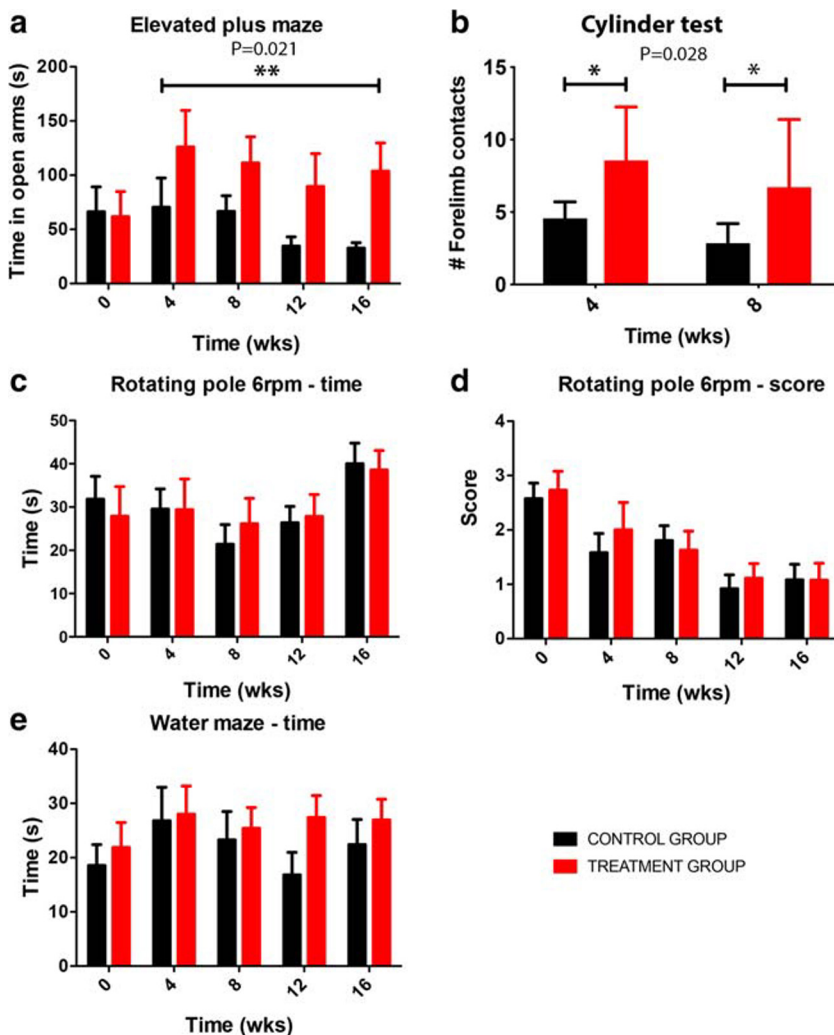 a
Elevated plus maze
P=0.021
**
Time in open arms (s)
200
150
100
50
0
0 4 8 12 16
Time (wks)
b
Cylinder test
P=0.028
* *
# Forelimb contacts
15
10
5
0
4 8
Time (wks)
c
Rotating pole 6rpm - time
Time (s)
50
40
30
20
10
0
0 4 8 12 16
Time (wks)
d
Rotating pole 6rpm - score
Score
4
3
2
1
0
0 4 8 12 16
Time (wks)
e
Water maze - time
Time (s)
40
30
20
10
0
0 4 8 12 16
Time (wks)
CONTROL GROUP
TREATMENT GROUP